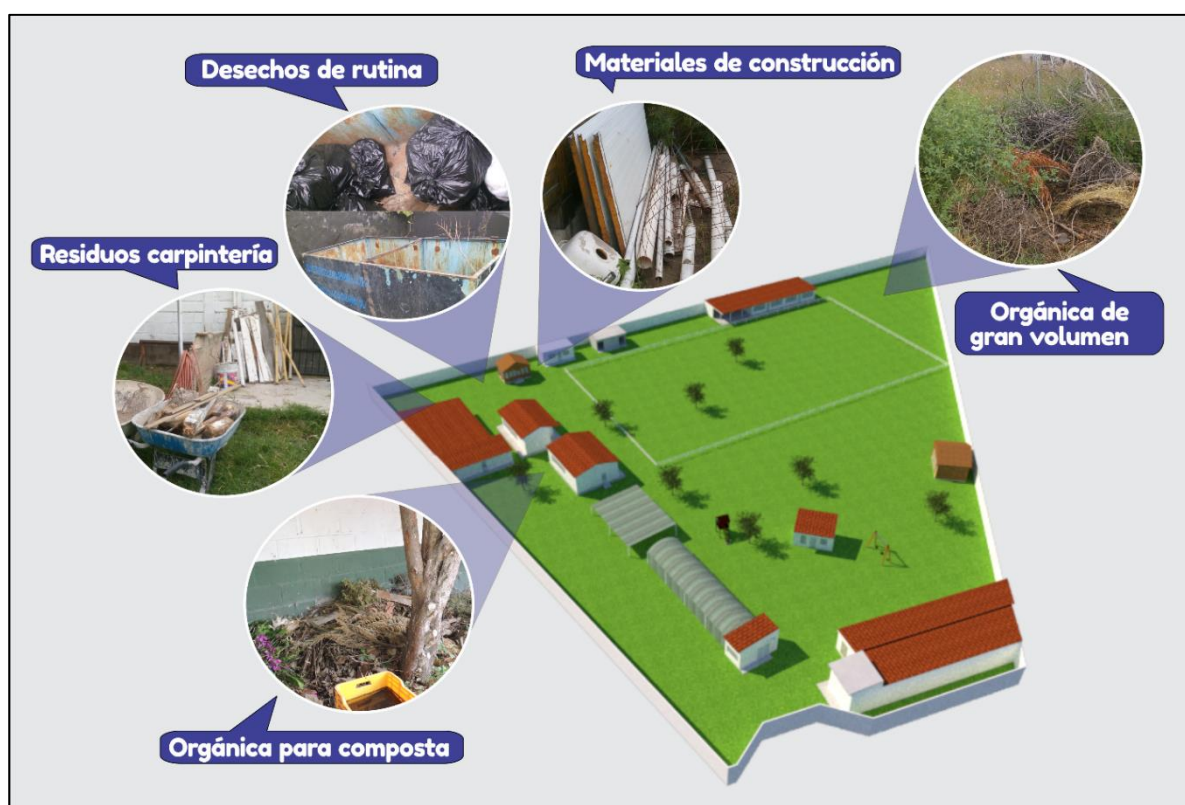 Desechos de rutina
Materiales de construcción
Residuos carpintería
Orgánica de
gran volumen
Orgánica para composta